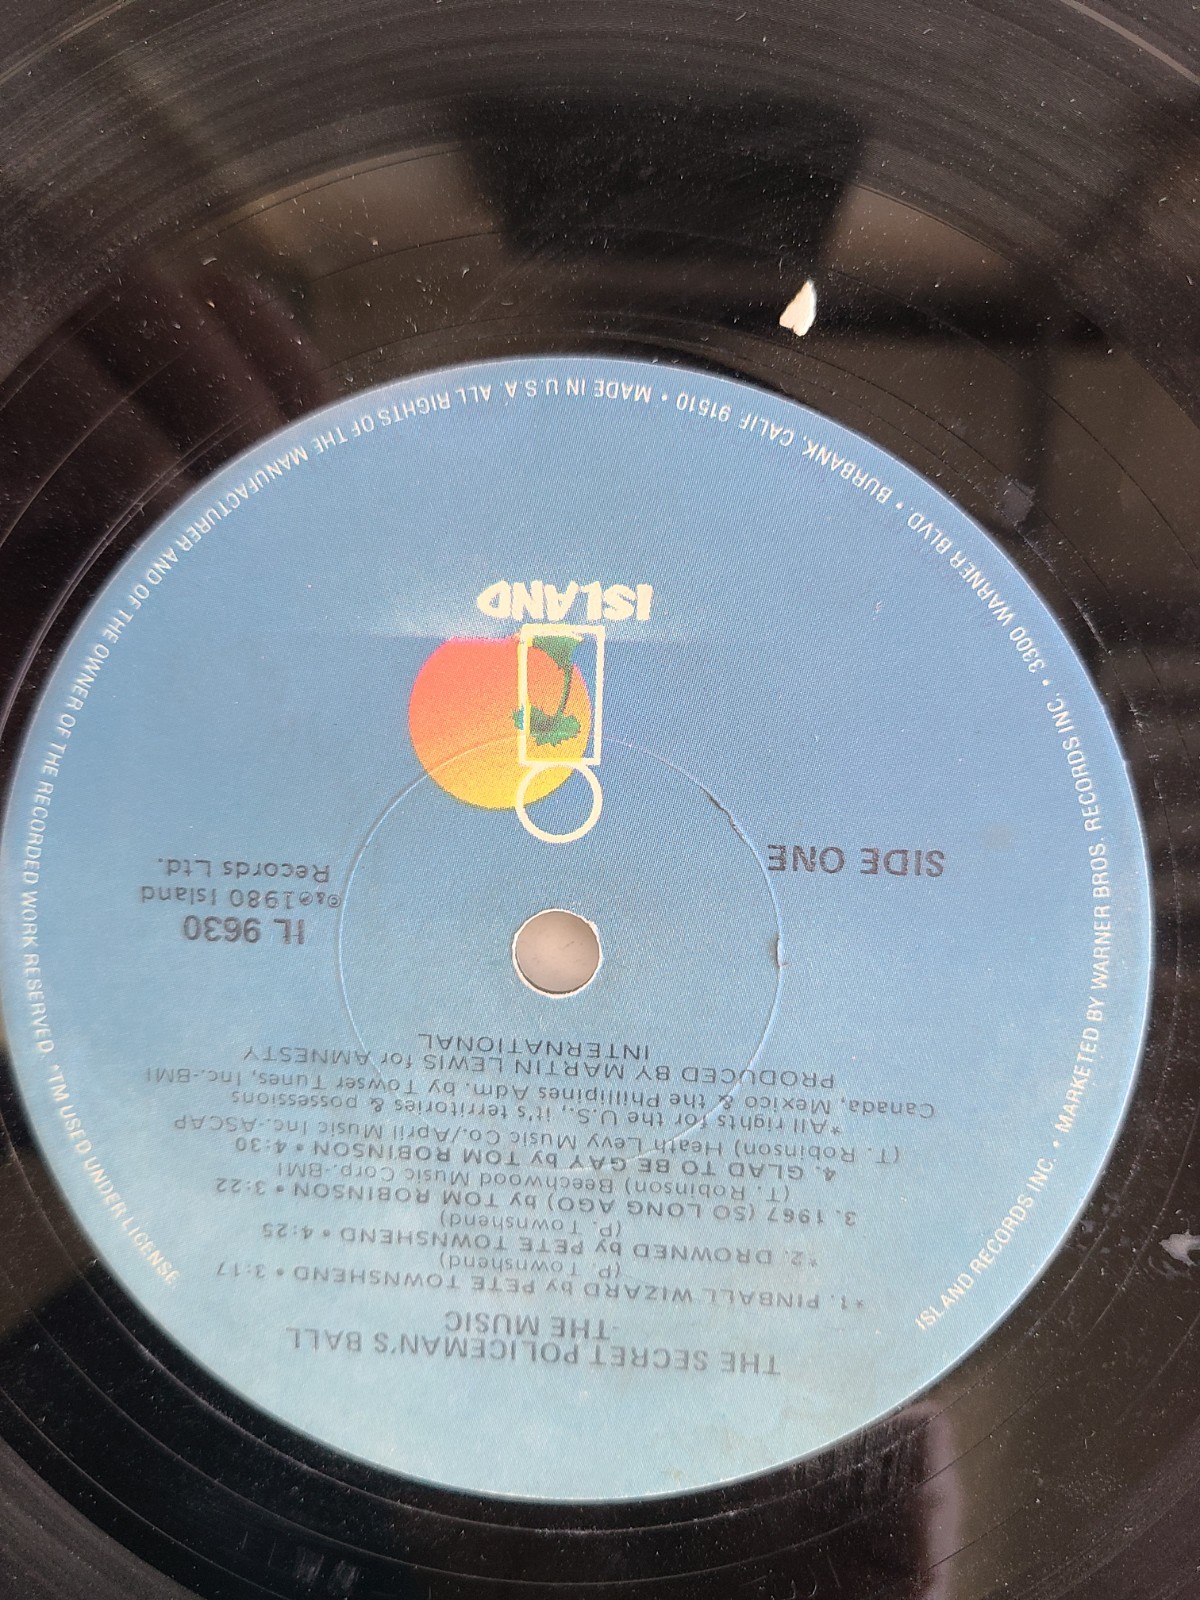 ISLAND
SIDE ONE
IL 9630
©&℗1980 Island
Records Ltd.
PRODUCED BY MARTIN LEWIS for AMNESTY
INTERNATIONAL
*All rights for the U.S., it's territories & possessions
Canada, Mexico & the Phillipines Adm. by Towser Tunes, Inc.-BMI
4. GLAD TO BE GAY by TOM ROBINSON • 4:30
(T. Robinson) Heath Levy Music Co./April Music Inc.-ASCAP
3. 1967 (SO LONG AGO) by TOM ROBINSON • 3:22
(T. Robinson) Beechwood Music Corp.-BMI
*2. DROWNED by PETE TOWNSHEND • 4:25
(P. Townshend)
*1. PINBALL WIZARD by PETE TOWNSHEND • 3:17
(P. Townshend)
THE SECRET POLICEMAN'S BALL
-THE MUSIC
ISLAND RECORDS INC. • MARKETED BY WARNER BROS. RECORDS INC. • 3300 WARNER BLVD. • BURBANK, CALIF 91510 • MADE IN U.S.A. ALL RIGHTS OF THE MANUFACTURER AND OF THE OWNER OF THE RECORDED WORK RESERVED. •TM USED UNDER LICENSE